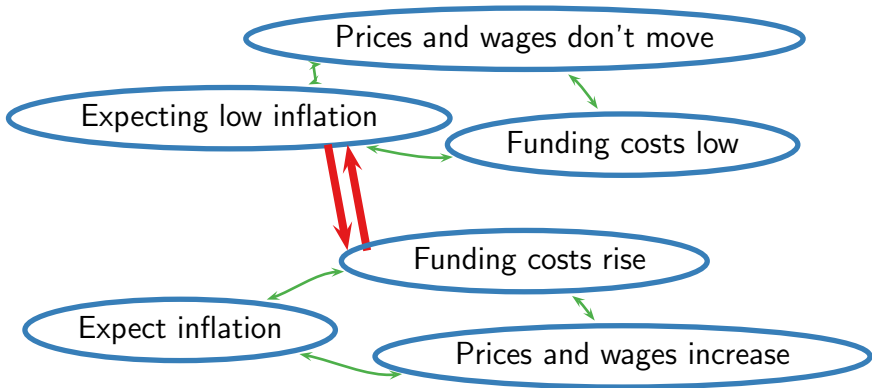 Prices and wages don't move
Expecting low inflation
Funding costs low
Funding costs rise
Expect inflation
Prices and wages increase